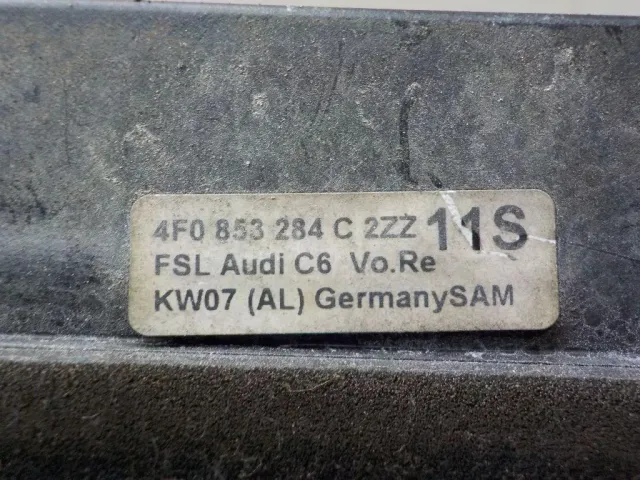 4F0 853 284 C 2ZZ 11S
FSL Audi C6 Vo.Re
KW07 (AL) GermanySAM